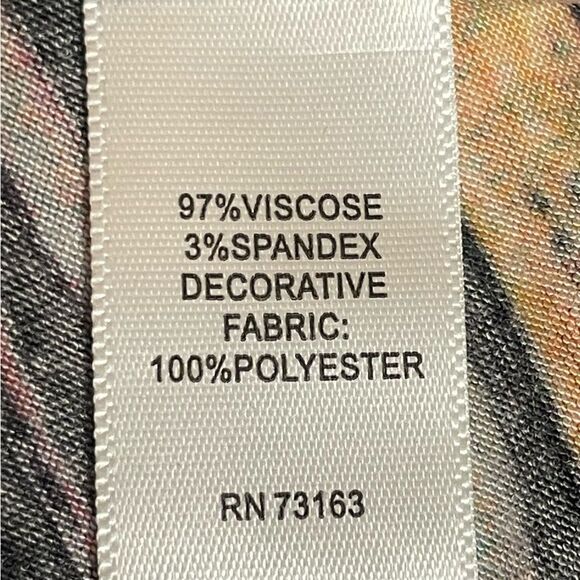 97%VISCOSE
3%SPANDEX
DECORATIVE
FABRIC:
100%POLYESTER
RN 73163